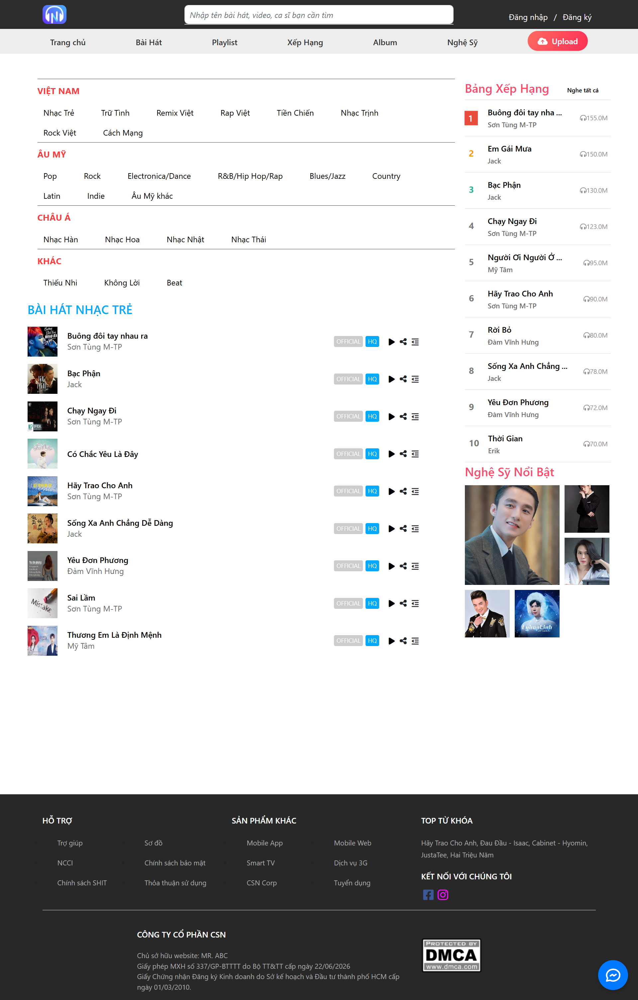 Nhập tên bài hát, video, ca sĩ bạn cần tìm
Đăng nhập / Đăng ký
Trang chủ Bài Hát Playlist Xếp Hạng Album Nghệ Sỹ Upload
VIỆT NAM
Nhạc Trẻ Trữ Tình Remix Việt Rap Việt Tiền Chiến Nhạc Trịnh
Rock Việt Cách Mạng
ÂU MỸ
Pop Rock Electronica/Dance R&B/Hip Hop/Rap Blues/Jazz Country
Latin Indie Âu Mỹ khác
CHÂU Á
Nhạc Hàn Nhạc Hoa Nhạc Nhật Nhạc Thái
KHÁC
Thiếu Nhi Không Lời Beat
BÀI HÁT NHẠC TRẺ
Buông đôi tay nhau ra
Sơn Tùng M-TP
OFFICIAL HQ
Bạc Phận
Jack
OFFICIAL HQ
Chạy Ngay Đi
Sơn Tùng M-TP
OFFICIAL HQ
Có Chắc Yêu Là Đây
OFFICIAL HQ
Hãy Trao Cho Anh
Sơn Tùng M-TP
OFFICIAL HQ
Sống Xa Anh Chẳng Dễ Dàng
Jack
OFFICIAL HQ
Yêu Đơn Phương
Đàm Vĩnh Hưng
OFFICIAL HQ
Mistake
Sai Lầm
Sơn Tùng M-TP
OFFICIAL HQ
Thương Em Là Định Mệnh
Mỹ Tâm
OFFICIAL HQ
Bảng Xếp Hạng Nghe tất cả
1 Buông đôi tay nha ... 155.0M
Sơn Tùng M-TP
2 Em Gái Mưa 150.0M
Jack
3 Bạc Phận 130.0M
Jack
4 Chạy Ngay Đi 123.0M
Sơn Tùng M-TP
5 Người Ơi Người Ở ... 95.0M
Mỹ Tâm
6 Hãy Trao Cho Anh 90.0M
Sơn Tùng M-TP
7 Rời Bỏ 80.0M
Đàm Vĩnh Hưng
8 Sống Xa Anh Chẳng ... 78.0M
Jack
9 Yêu Đơn Phương 72.0M
Đàm Vĩnh Hưng
10 Thời Gian 70.0M
Erik
Nghệ Sỹ Nổi Bật
HỖ TRỢ
Trợ giúp Sơ đồ
NCCI Chính sách bảo mật
Chính sách SHIT Thỏa thuận sử dụng
SẢN PHẨM KHÁC
Mobile App Mobile Web
Smart TV Dịch vụ 3G
CSN Corp Tuyển dụng
TOP TỪ KHÓA
Hãy Trao Cho Anh, Đau Đầu - Isaac, Cabinet - Hyomin,
JustaTee, Hai Triệu Năm
KẾT NỐI VỚI CHÚNG TÔI
CÔNG TY CỔ PHẦN CSN
Chủ sở hữu website: MR. ABC
Giấy phép MXH số 337/GP-BTTTT do Bộ TT&TT cấp ngày 22/06/2026
Giấy Chứng nhận Đăng ký Kinh doanh do Sở kế hoạch và Đầu tư thành phố HCM cấp
ngày 01/03/2010.
PROTECTED BY
DMCA
www.dmca.com